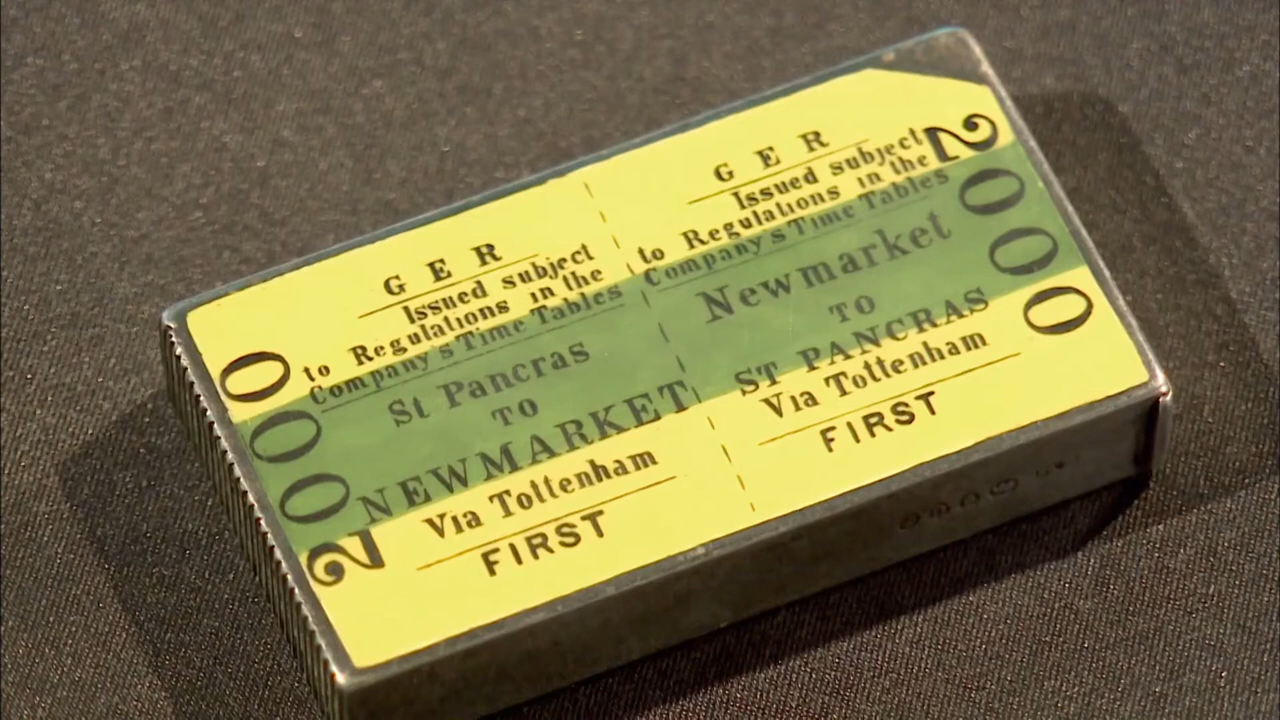 G E R
Issued subject
to Regulations in the
Company's Time Tables
St Pancras
TO
NEWMARKET
Via Tottenham
FIRST
2000
G E R
Issued subject
to Regulations in the
Company's Time Tables
Newmarket
TO
ST PANCRAS
Via Tottenham
FIRST
2000